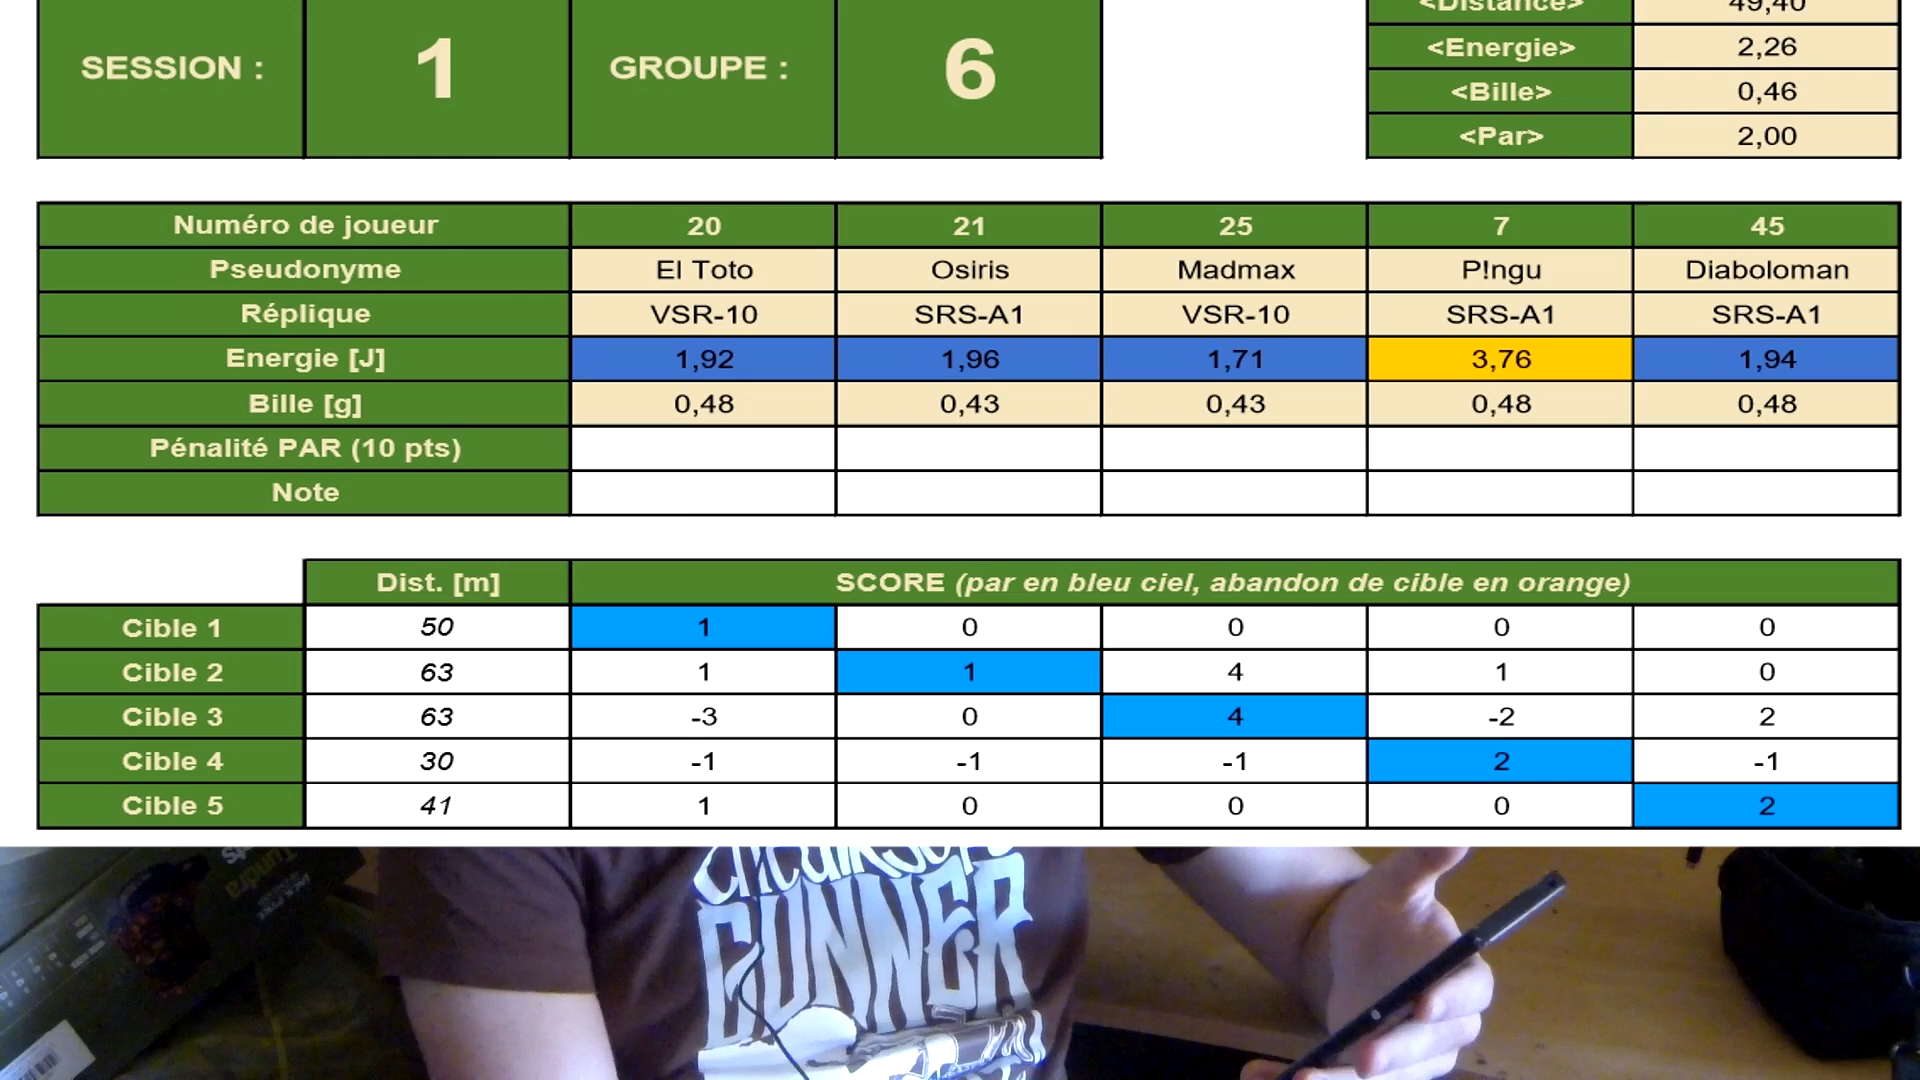 <Distance> 49,40
SESSION : 1 GROUPE : 6
<Energie> 2,26
<Bille> 0,46
<Par> 2,00
Numéro de joueur 20 21 25 7 45
Pseudonyme El Toto Osiris Madmax P!ngu Diaboloman
Réplique VSR-10 SRS-A1 VSR-10 SRS-A1 SRS-A1
Energie [J] 1,92 1,96 1,71 3,76 1,94
Bille [g] 0,48 0,43 0,43 0,48 0,48
Pénalité PAR (10 pts)
Note
Dist. [m] SCORE (par en bleu ciel, abandon de cible en orange)
Cible 1 50 1 0 0 0 0
Cible 2 63 1 1 4 1 0
Cible 3 63 -3 0 4 -2 2
Cible 4 30 -1 -1 -1 2 -1
Cible 5 41 1 0 0 0 2
Tundra
GUNNER